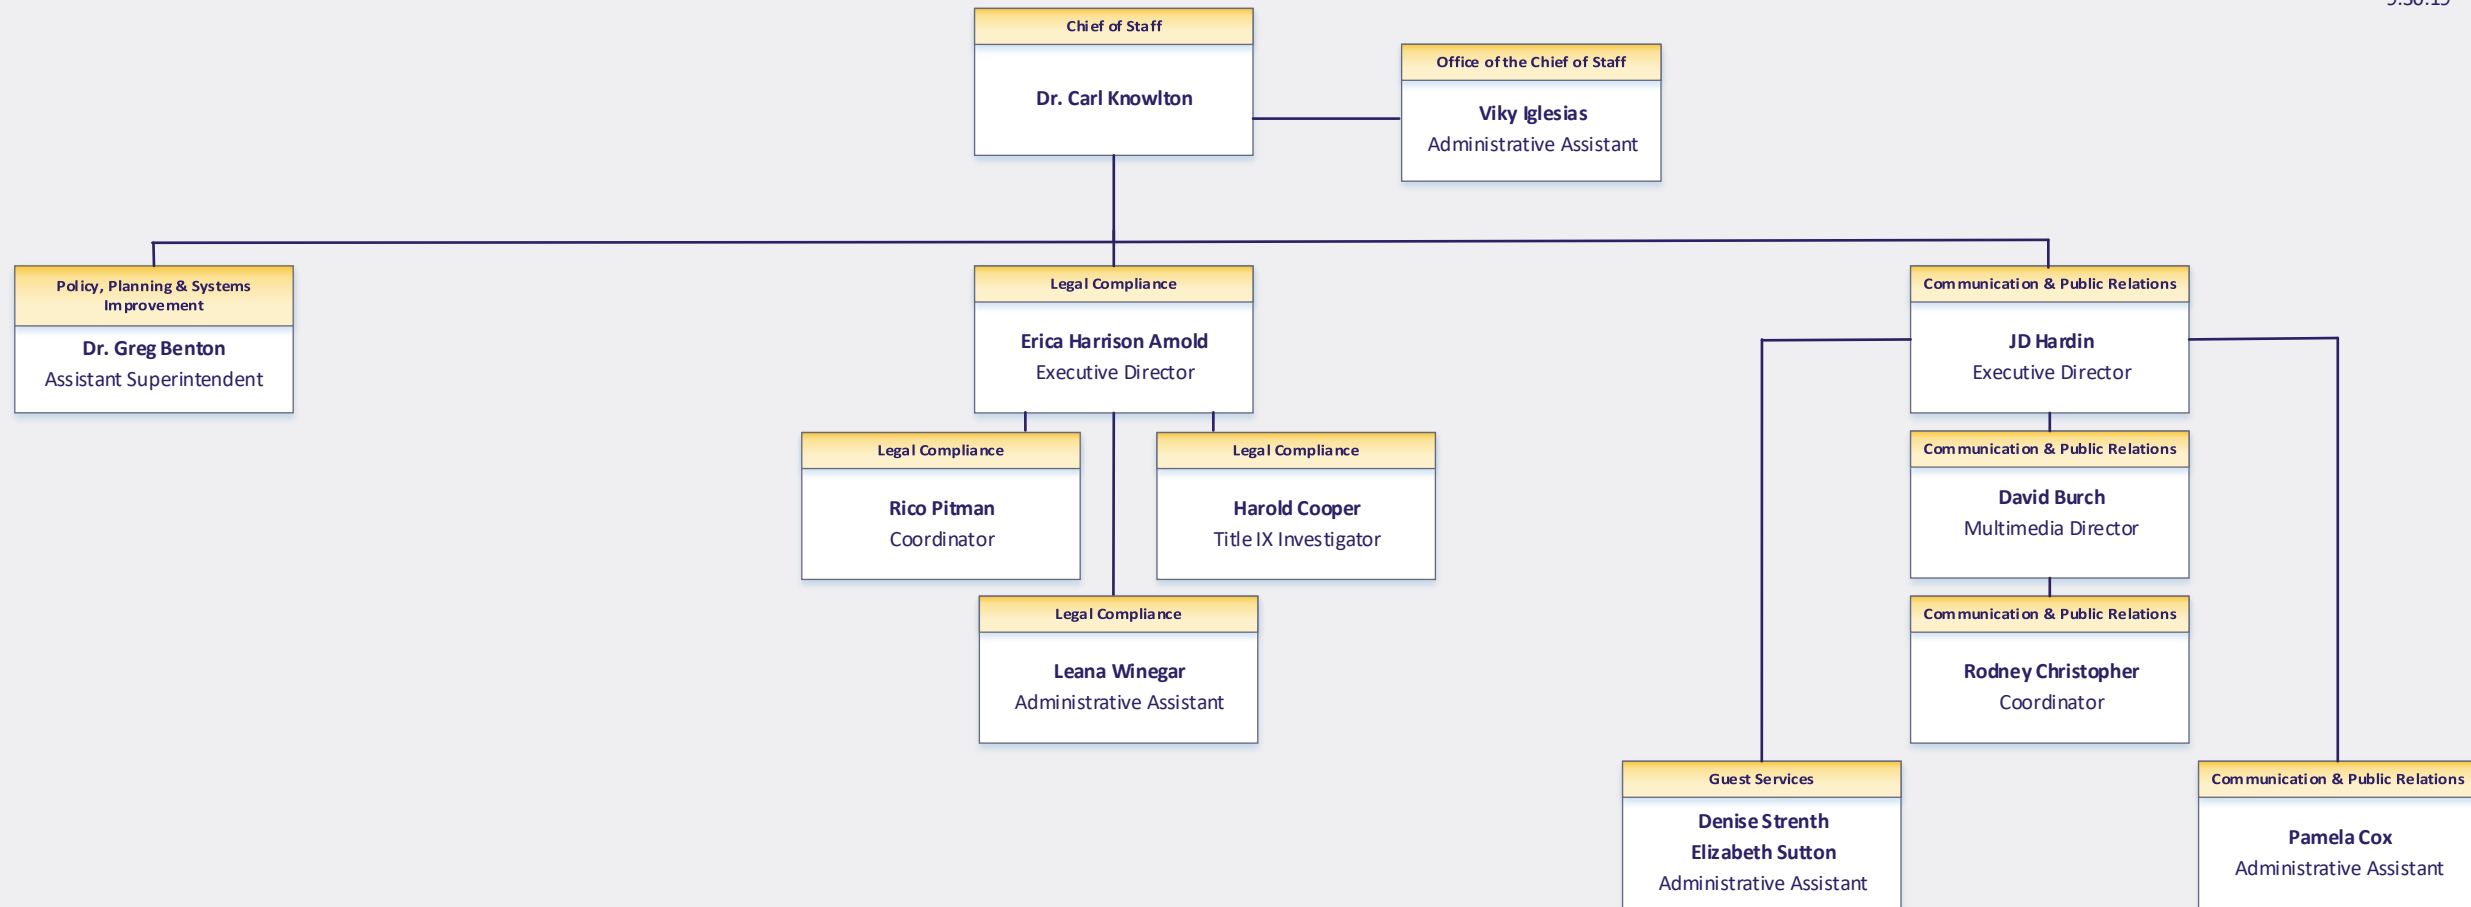 Chief of Staff
Dr. Carl Knowlton
Office of the Chief of Staff
Viky Iglesias
Administrative Assistant
Policy, Planning & Systems
Improvement
Dr. Greg Benton
Assistant Superintendent
Legal Compliance
Erica Harrison Arnold
Executive Director
Communication & Public Relations
JD Hardin
Executive Director
Legal Compliance
Rico Pitman
Coordinator
Legal Compliance
Harold Cooper
Title IX Investigator
Communication & Public Relations
David Burch
Multimedia Director
Legal Compliance
Leana Winegar
Administrative Assistant
Communication & Public Relations
Rodney Christopher
Coordinator
Guest Services
Denise Strenth
Elizabeth Sutton
Administrative Assistant
Communication & Public Relations
Pamela Cox
Administrative Assistant